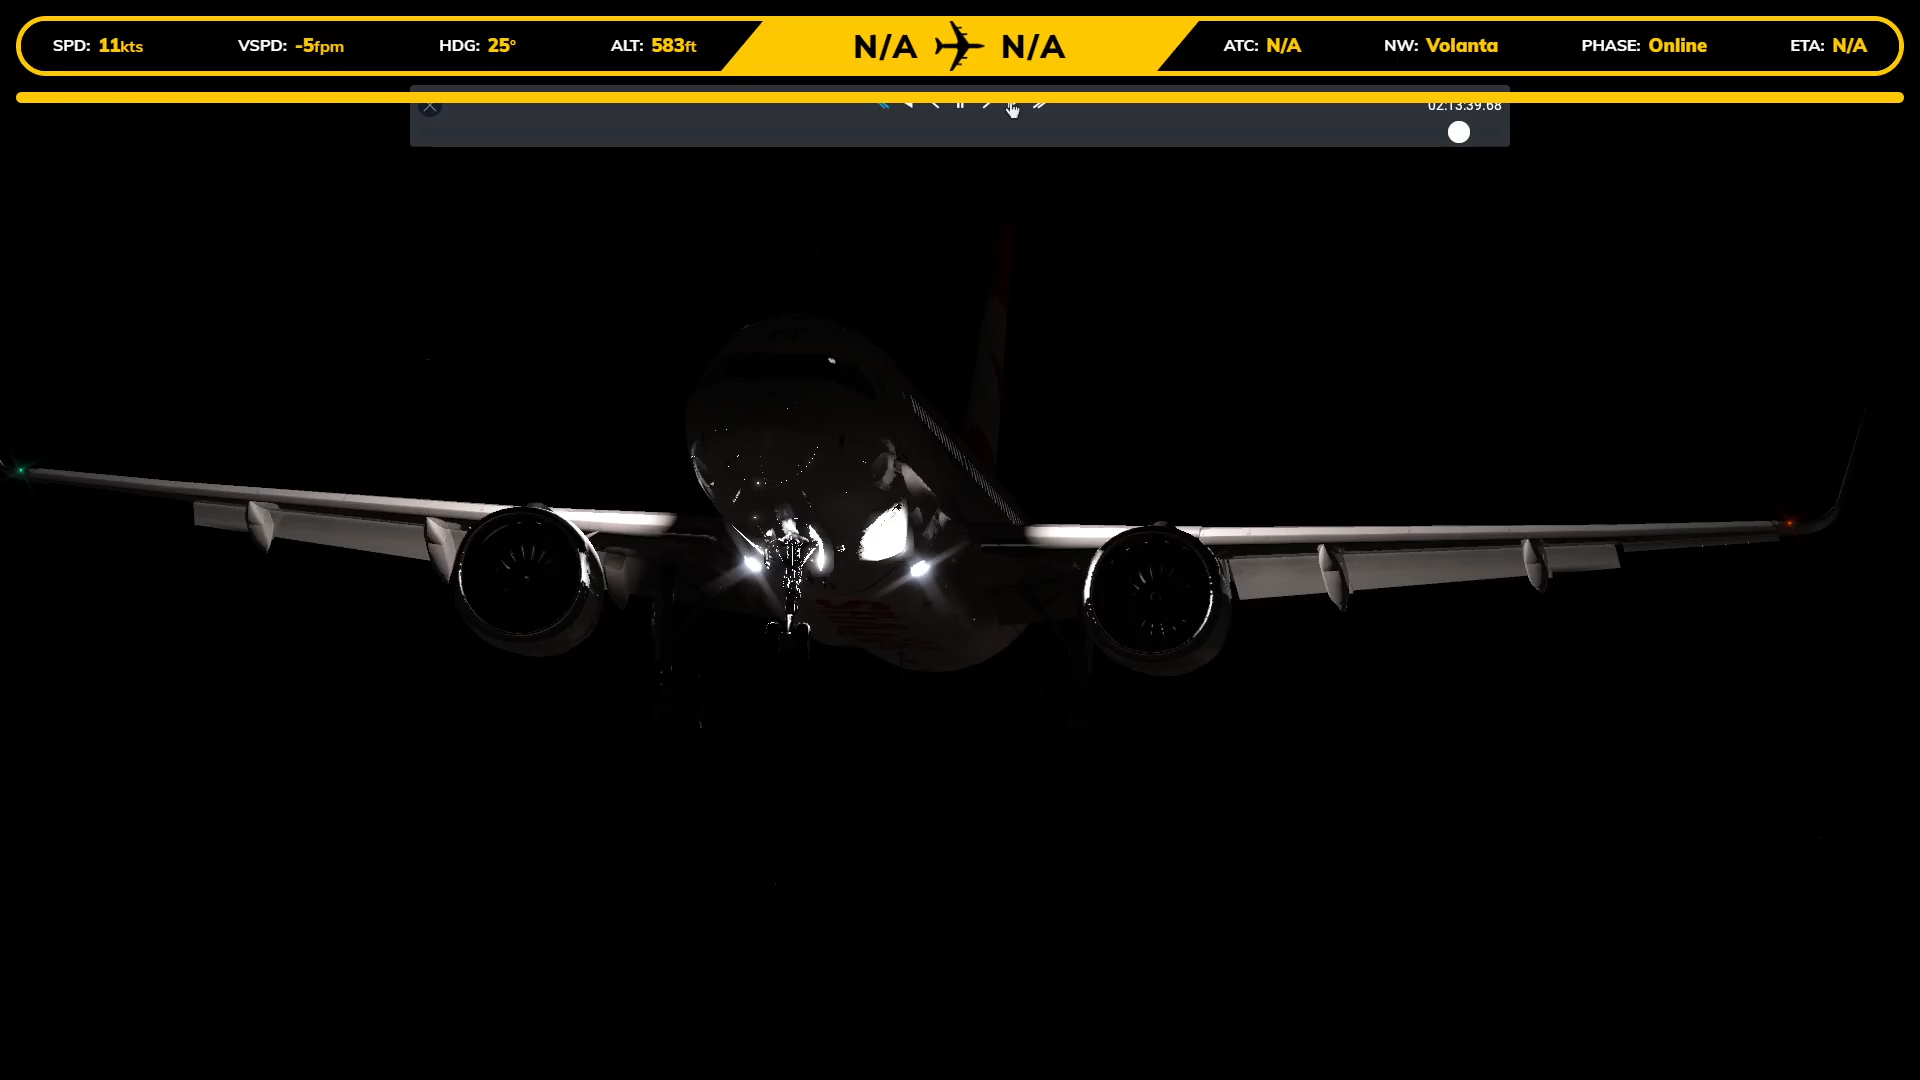 SPD: 11kts VSPD: -5fpm HDG: 25° ALT: 583ft N/A N/A ATC: N/A NW: Volanta PHASE: Online ETA: N/A
02:13:39.68